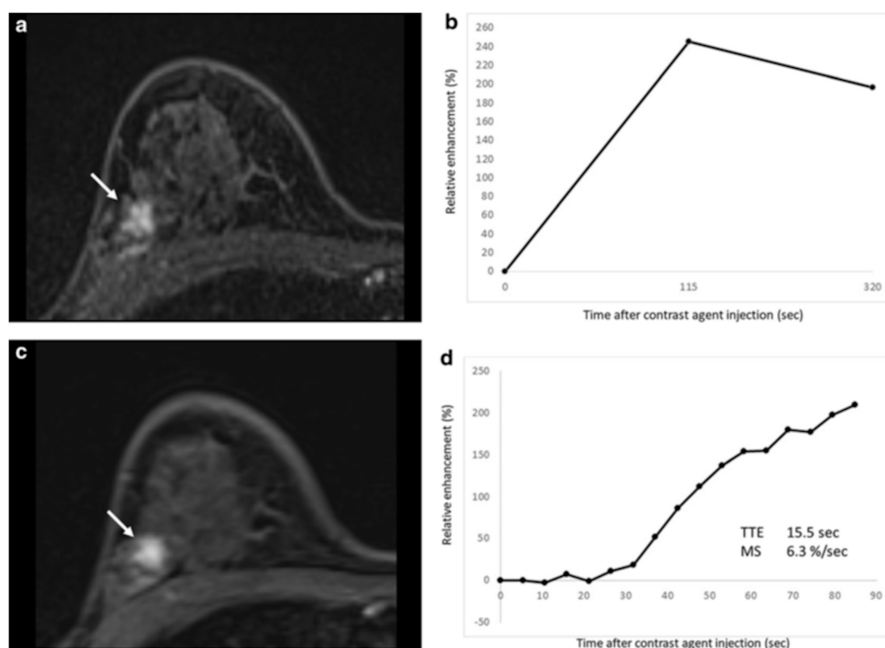 a
b
Relative enhancement (%)
260
240
220
200
180
160
140
120
100
80
60
40
20
0
0 115 320
Time after contrast agent injection (sec)
c
d
Relative enhancement (%)
250
200
150
100
50
0
-50
0 10 20 30 40 50 60 70 80 90
TTE 15.5 sec
MS 6.3 %/sec
Time after contrast agent injection (sec)